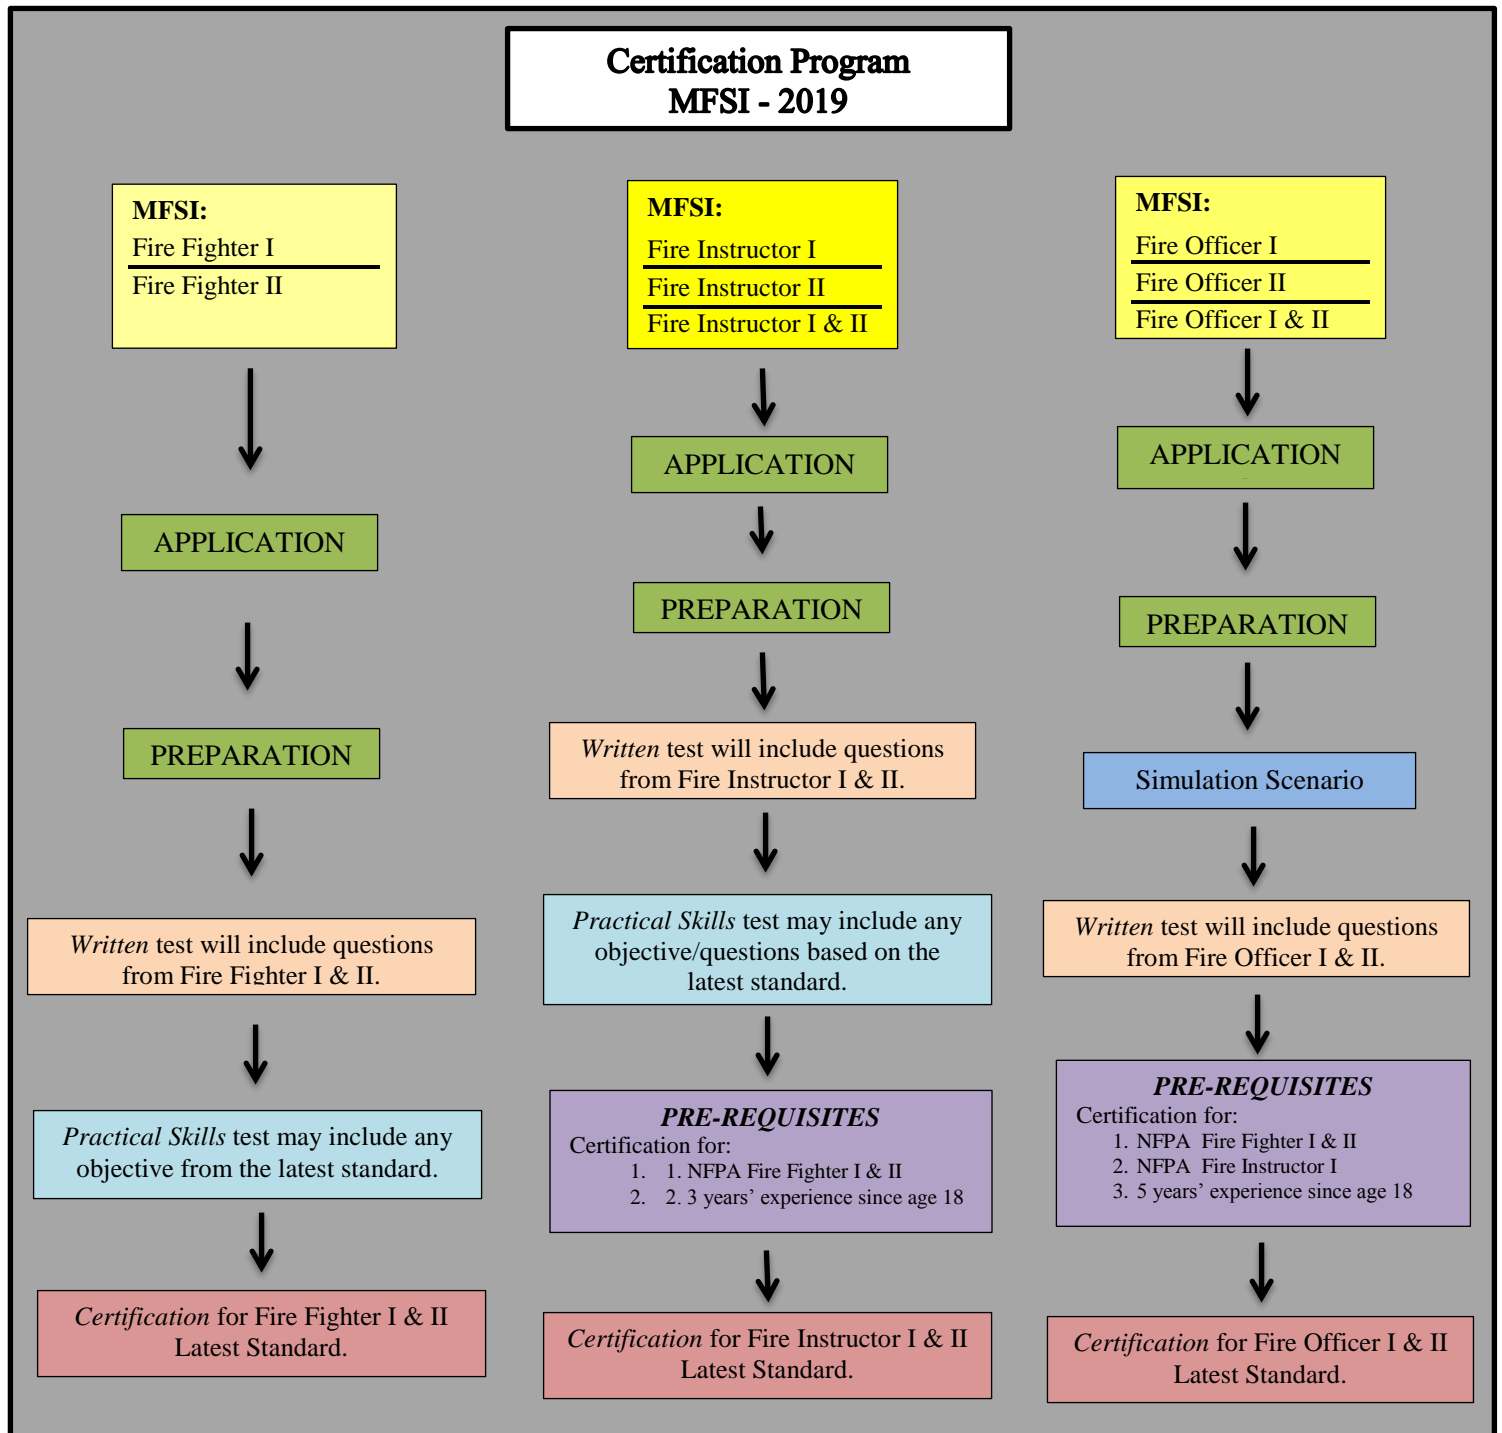 Certification Program
MFSI - 2019
MFSI:
Fire Fighter I
Fire Fighter II
APPLICATION
PREPARATION
Written test will include questions
from Fire Fighter I & II.
Practical Skills test may include any
objective from the latest standard.
Certification for Fire Fighter I & II
Latest Standard.
MFSI:
Fire Instructor I
Fire Instructor II
Fire Instructor I & II
APPLICATION
PREPARATION
Written test will include questions
from Fire Instructor I & II.
Practical Skills test may include any
objective/questions based on the
latest standard.
PRE-REQUISITES
Certification for:
1. 1. NFPA Fire Fighter I & II
2. 2. 3 years’ experience since age 18
Certification for Fire Instructor I & II
Latest Standard.
MFSI:
Fire Officer I
Fire Officer II
Fire Officer I & II
APPLICATION
PREPARATION
Simulation Scenario
Written test will include questions
from Fire Officer I & II.
PRE-REQUISITES
Certification for:
1. NFPA Fire Fighter I & II
2. NFPA Fire Instructor I
3. 5 years’ experience since age 18
Certification for Fire Officer I & II
Latest Standard.